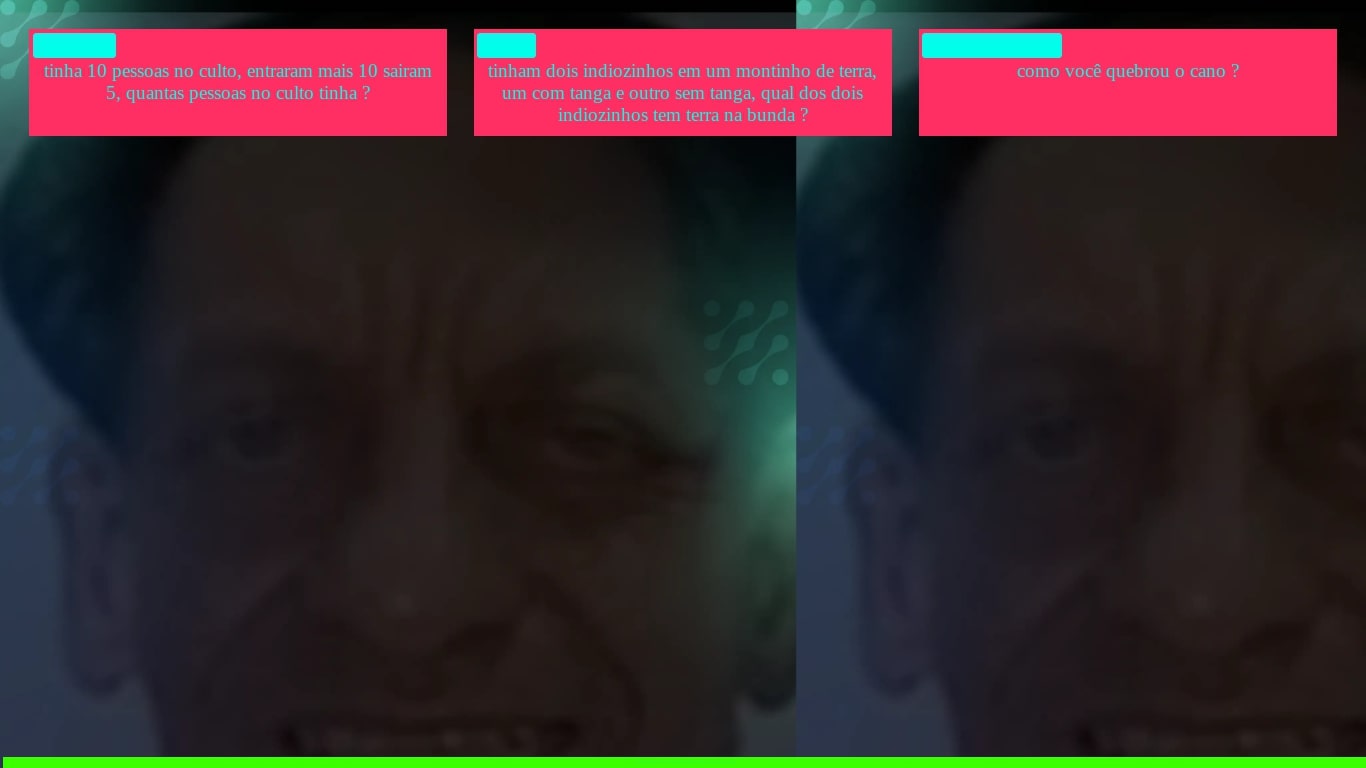 tinha 10 pessoas no culto, entraram mais 10 sairam
5, quantas pessoas no culto tinha ?
tinham dois indiozinhos em um montinho de terra,
um com tanga e outro sem tanga, qual dos dois
indiozinhos tem terra na bunda ?
como você quebrou o cano ?